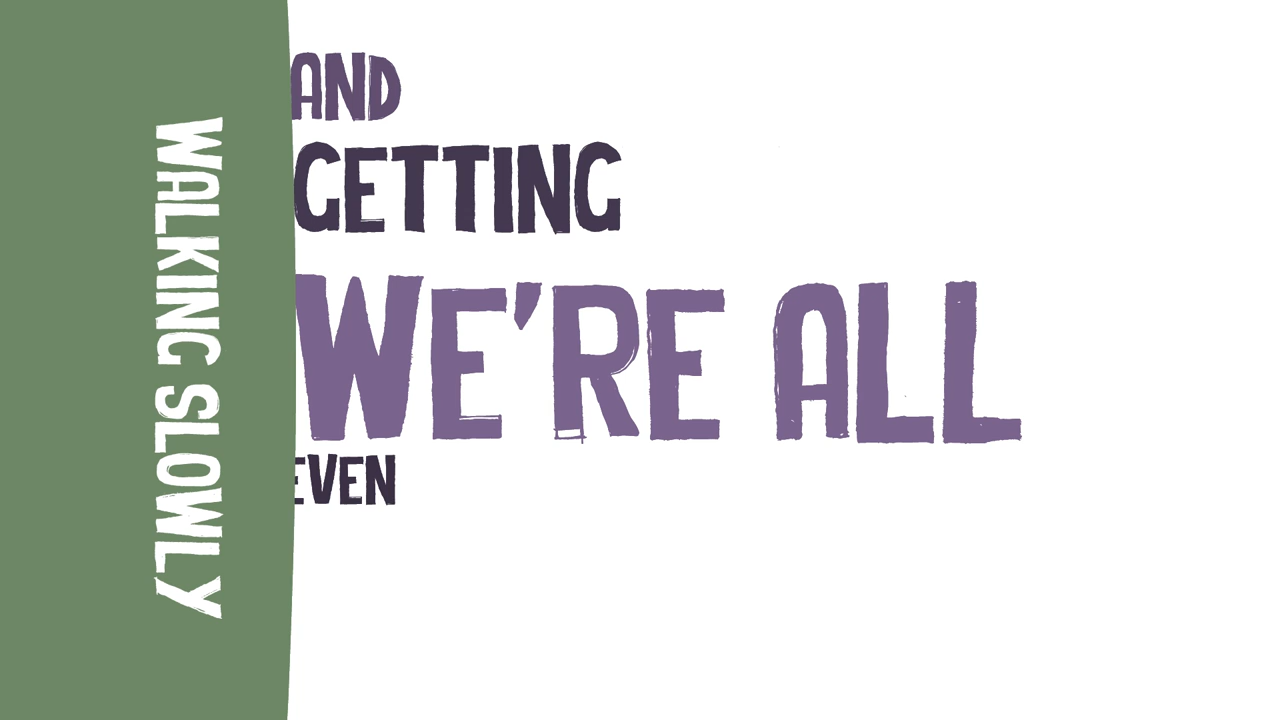 WALKING SLOWLY
AND
GETTING
WE'RE ALL
EVEN